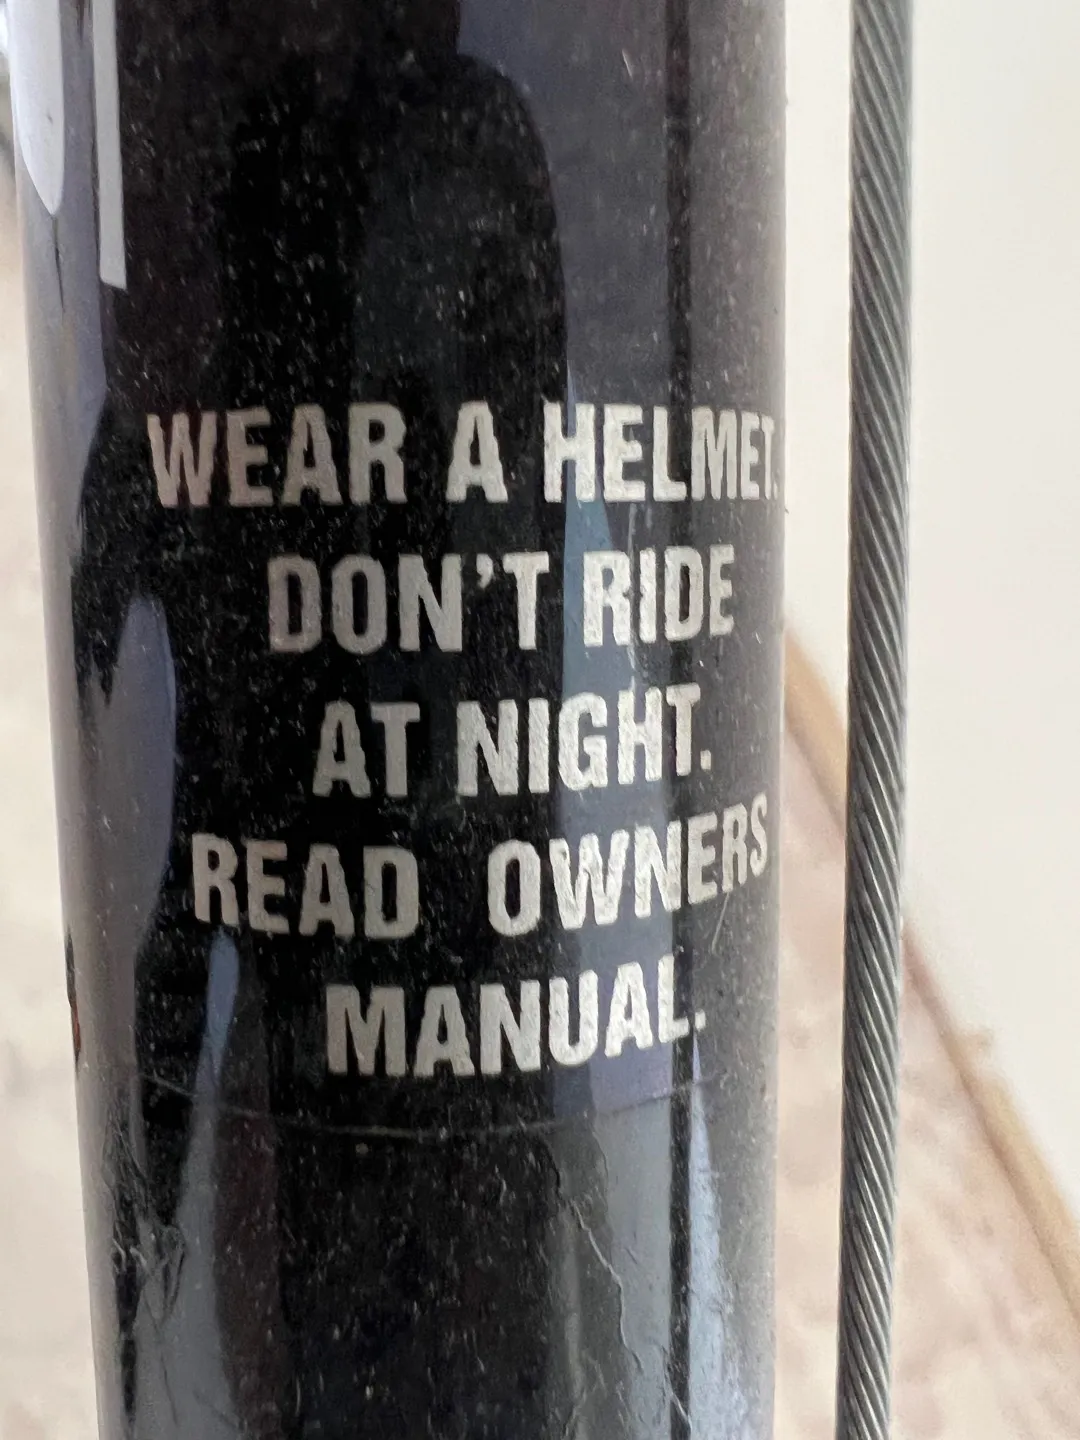 WEAR A HELMET.
DON'T RIDE
AT NIGHT.
READ OWNERS
MANUAL.